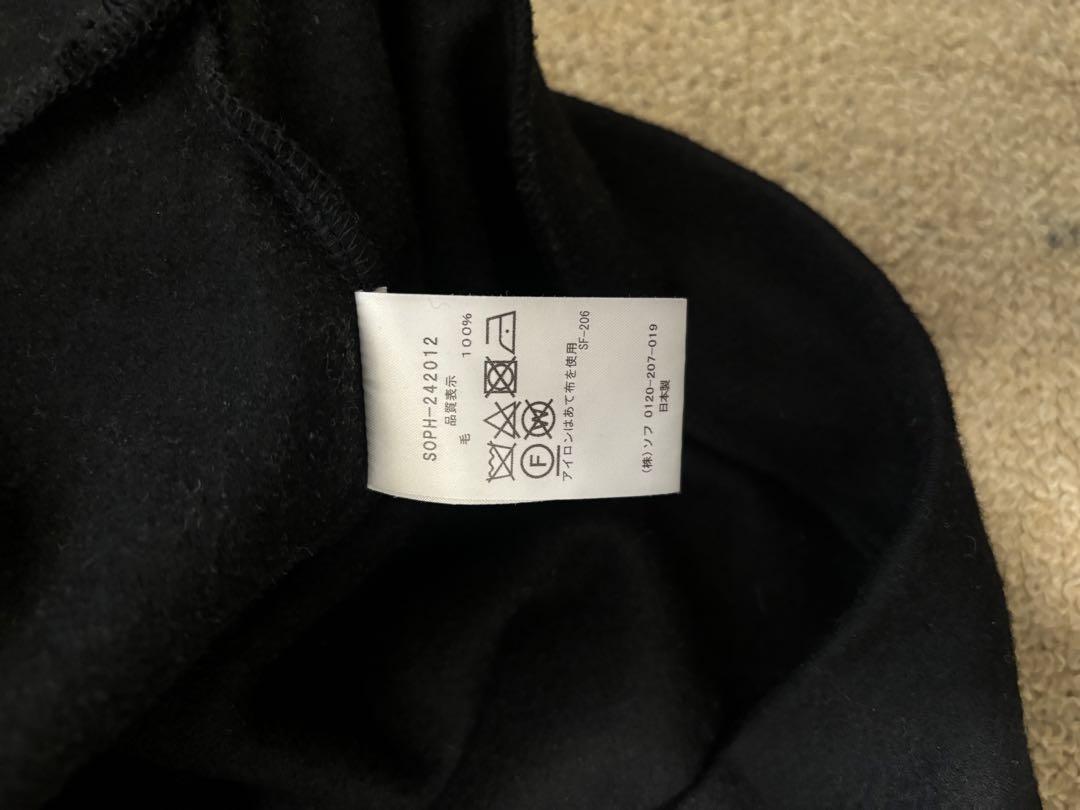 SOPH-242012
品質表示
毛 100%
F W
アイロンはあて布を使用
SF-206
(株)ソフ 0120-207-019
日本製